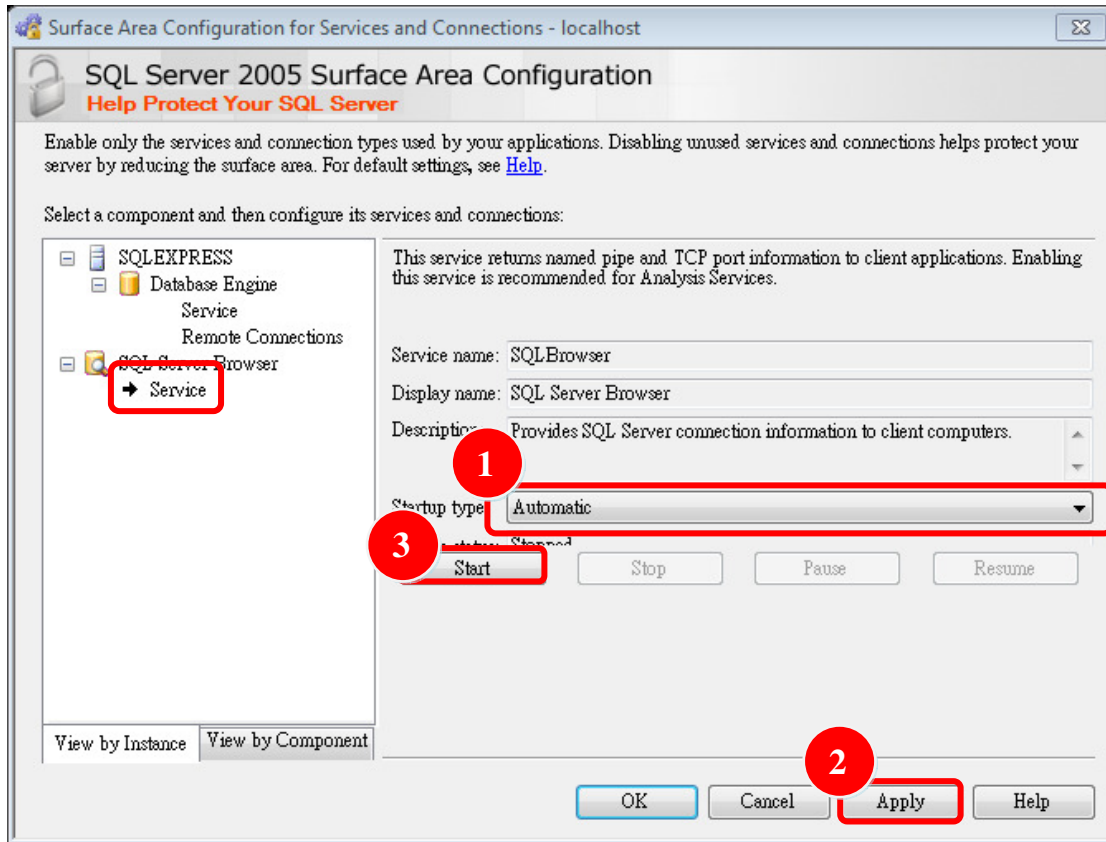 Surface Area Configuration for Services and Connections - localhost
SQL Server 2005 Surface Area Configuration
Help Protect Your SQL Server
Enable only the services and connection types used by your applications. Disabling unused services and connections helps protect your
server by reducing the surface area. For default settings, see Help.
Select a component and then configure its services and connections:
SQLEXPRESS
Database Engine
Service
Remote Connections
SQL Server Browser
Service
View by Instance
View by Component
This service returns named pipe and TCP port information to client applications. Enabling
this service is recommended for Analysis Services.
Service name: SQLBrowser
Display name: SQL Server Browser
Description Provides SQL Server connection information to client computers.
1
Startup type Automatic
3
status: Stopped
Start Stop Pause Resume
2
OK Cancel Apply Help